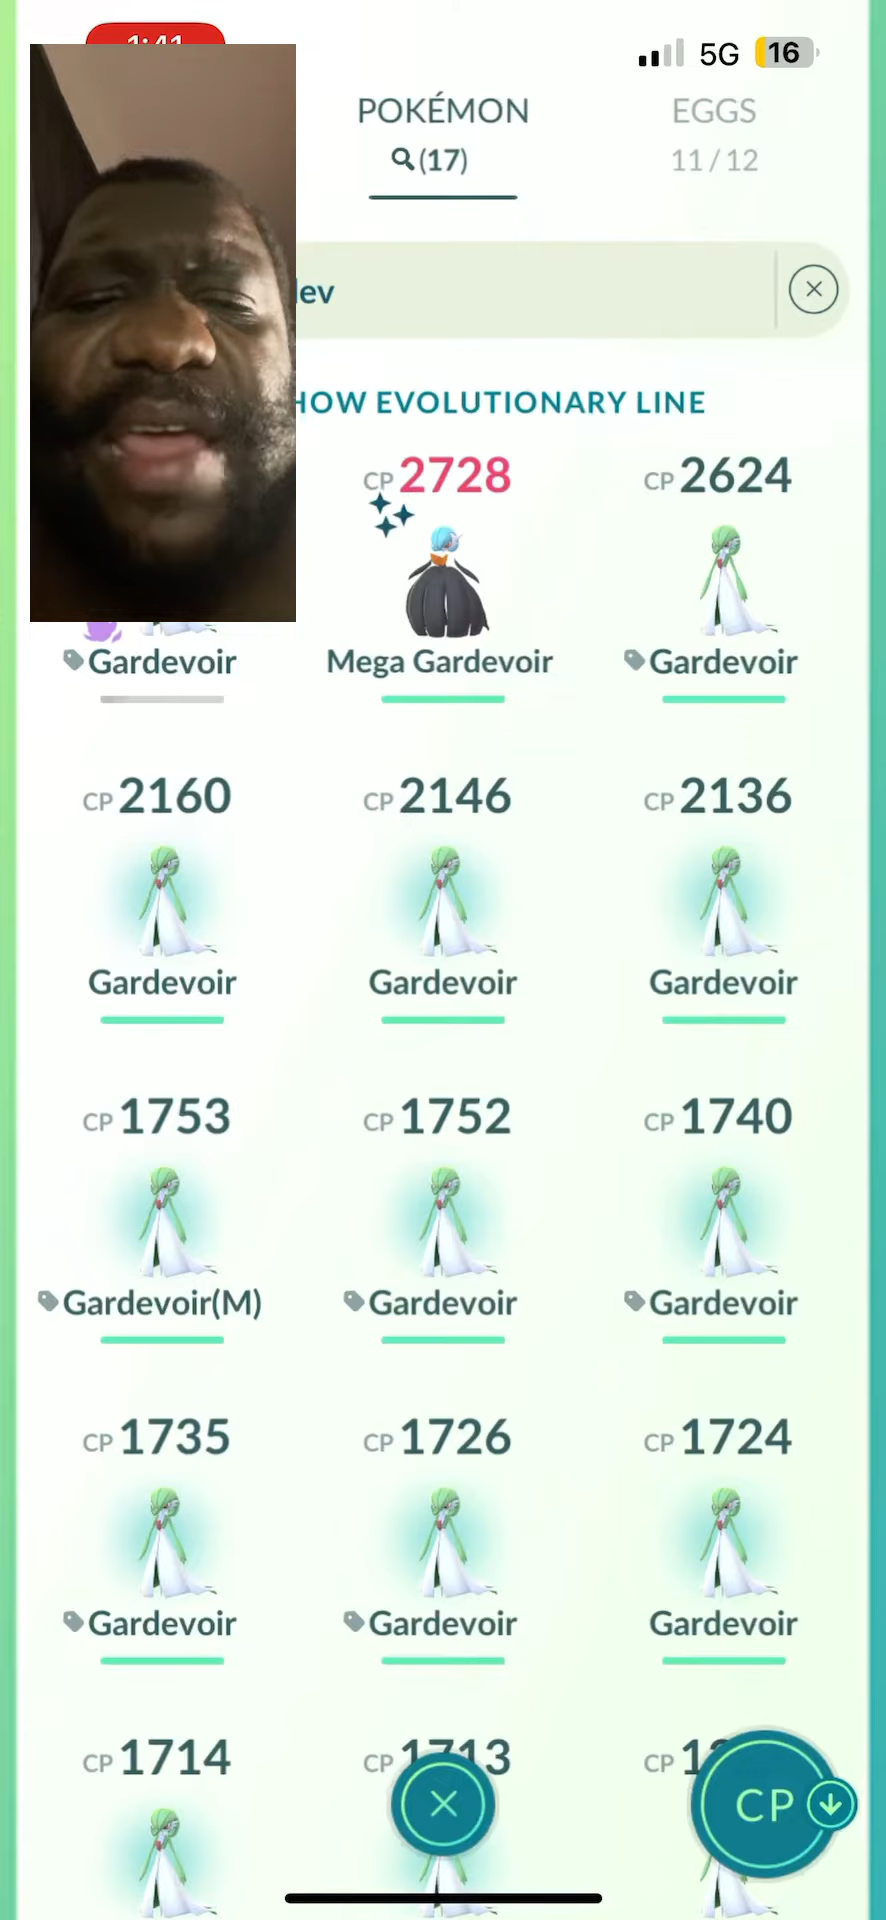 5G 16
POKÉMON EGGS
(17) 11 / 12
EVOLUTIONARY LINE
CP 2728 CP 2624
Gardevoir Mega Gardevoir Gardevoir
CP 2160 CP 2146 CP 2136
Gardevoir Gardevoir Gardevoir
CP 1753 CP 1752 CP 1740
Gardevoir(M) Gardevoir Gardevoir
CP 1735 CP 1726 CP 1724
Gardevoir Gardevoir Gardevoir
CP 1714 CP 1713 CP
CP